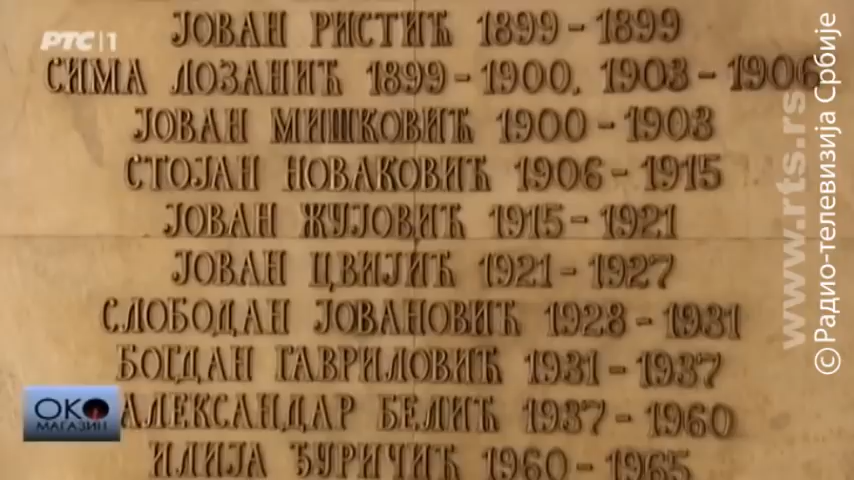 РТС 1
ЈОВАН РИСТИЋ 1899 - 1899
СИМА ЛОЗАНИЋ 1899 - 1900, 1903 - 1906
ЈОВАН МИШКОВИЋ 1900 - 1903
СТОЈАН НОВАКОВИЋ 1906 - 1915
ЈОВАН ЖУЈОВИЋ 1915 - 1921
ЈОВАН ЦВИЈИЋ 1921 - 1927
СЛОБОДАН ЈОВАНОВИЋ 1928 - 1931
БОГДАН ГАВРИЛОВИЋ 1931 - 1937
АЛЕКСАНДАР БЕЛИЋ 1937 - 1960
ИЛИЈА ЂУРИЧИЋ 1960 - 1965
ОКО
МАГАЗИН
www.rts.rs
© Радио-телевизија Србије